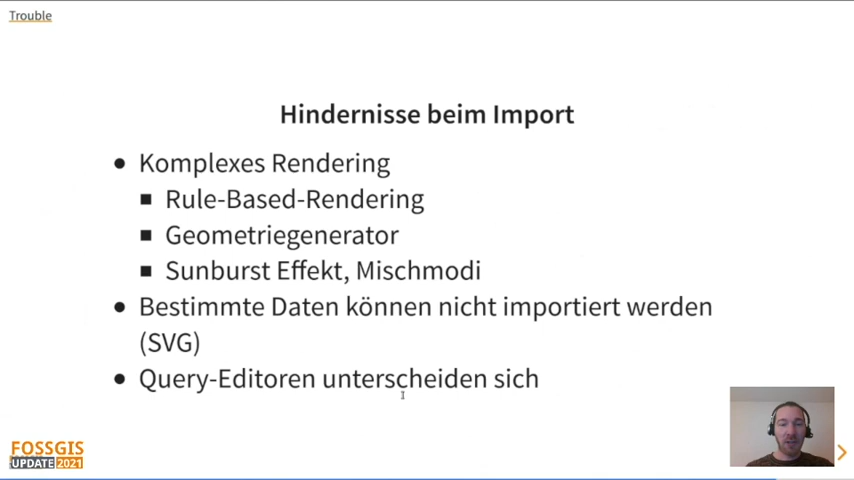 Trouble
Hindernisse beim Import
Komplexes Rendering
Rule-Based-Rendering
Geometriegenerator
Sunburst Effekt, Mischmodi
Bestimmte Daten können nicht importiert werden
(SVG)
Query-Editoren unterscheiden sich
FOSSGIS
UPDATE 2021